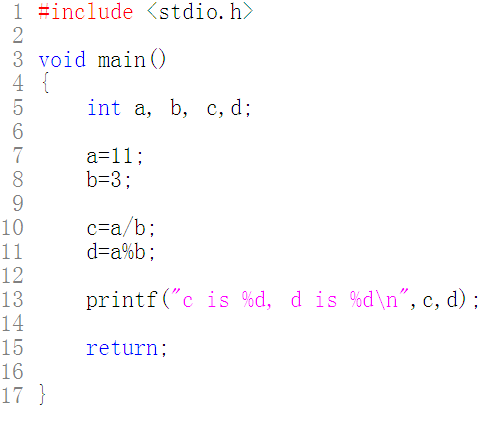 1 #include <stdio.h>
2
3 void main()
4 {
5     int a, b, c,d;
6
7     a=11;
8     b=3;
9
10     c=a/b;
11     d=a%b;
12
13     printf("c is %d, d is %d\n",c,d);
14
15     return;
16
17 }